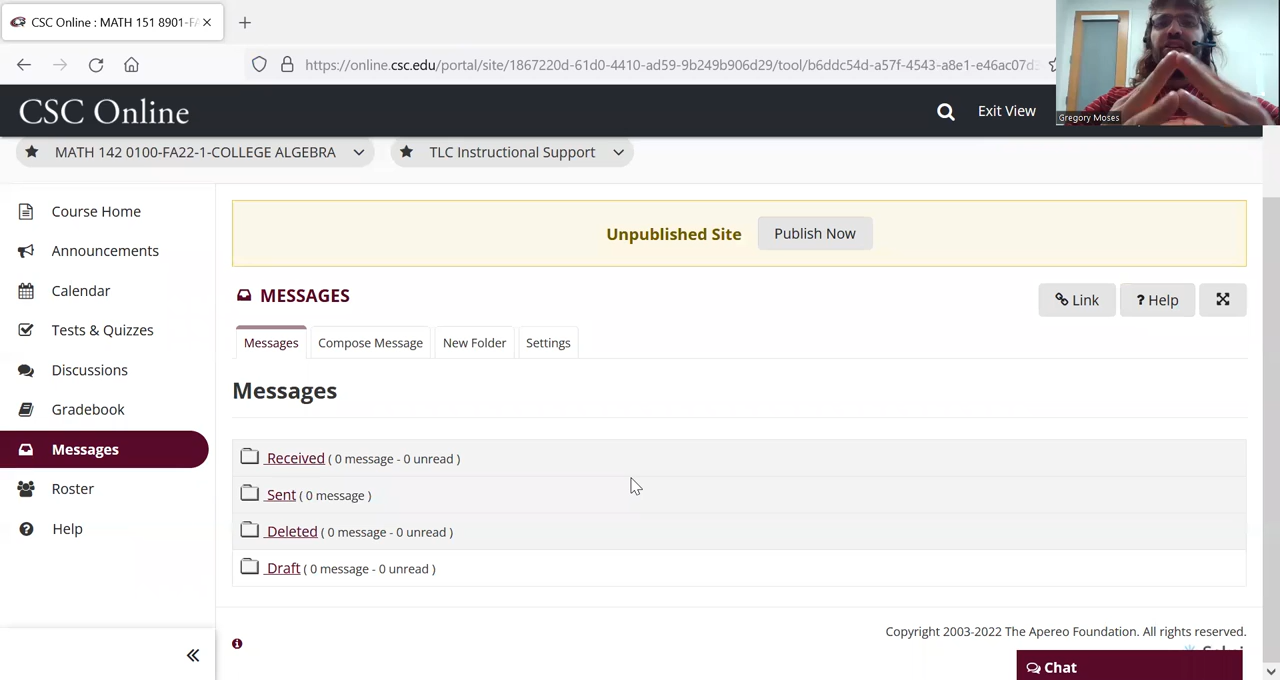 CSC Online : MATH 151 8901-FA
https://online.csc.edu/portal/site/1867220d-61d0-4410-ad59-9b249b906d29/tool/b6ddc54d-a57f-4543-a8e1-e46ac07d3
Gregory Moses
CSC Online
Exit View
MATH 142 0100-FA22-1-COLLEGE ALGEBRA
TLC Instructional Support
Course Home
Announcements
Calendar
Tests & Quizzes
Discussions
Gradebook
Messages
Roster
Help
Unpublished Site
Publish Now
MESSAGES
Link
? Help
Messages
Compose Message
New Folder
Settings
Messages
Received ( 0 message - 0 unread )
Sent ( 0 message )
Deleted ( 0 message - 0 unread )
Draft ( 0 message - 0 unread )
Copyright 2003-2022 The Apereo Foundation. All rights reserved.
Chat